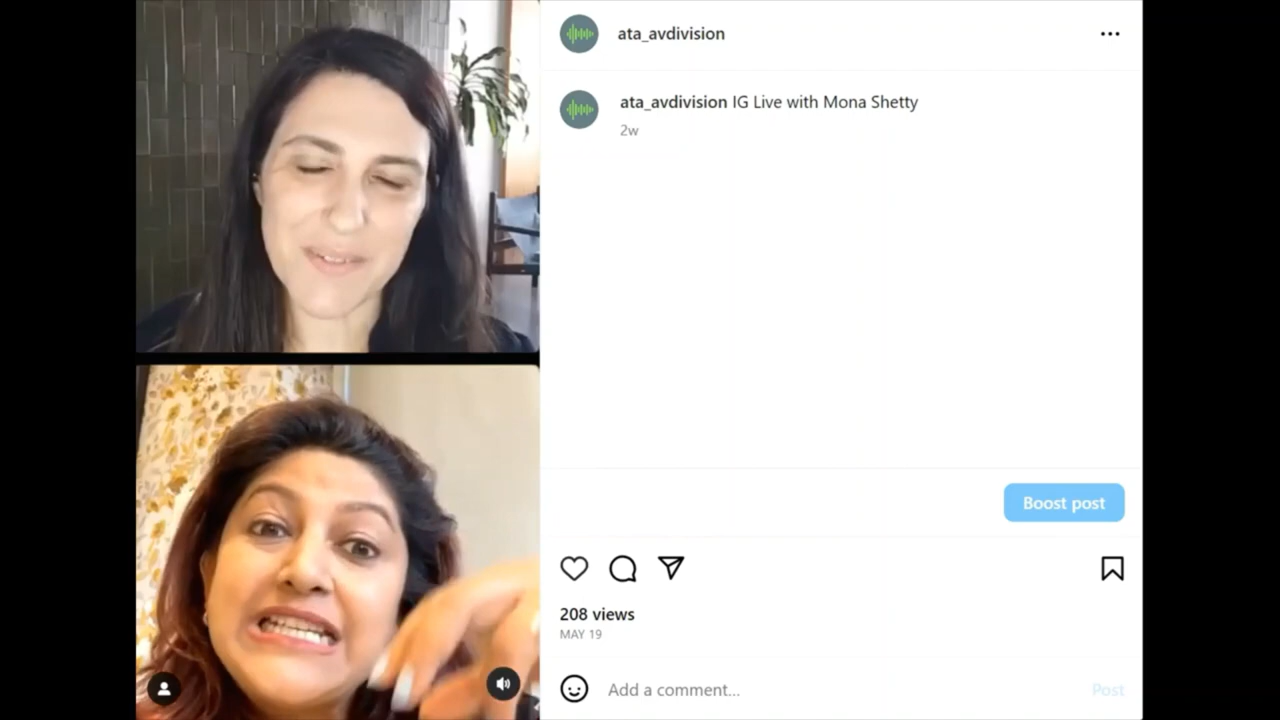 ata_avdivision
ata_avdivision IG Live with Mona Shetty
2w
Boost post
208 views
MAY 19
Add a comment...
Post